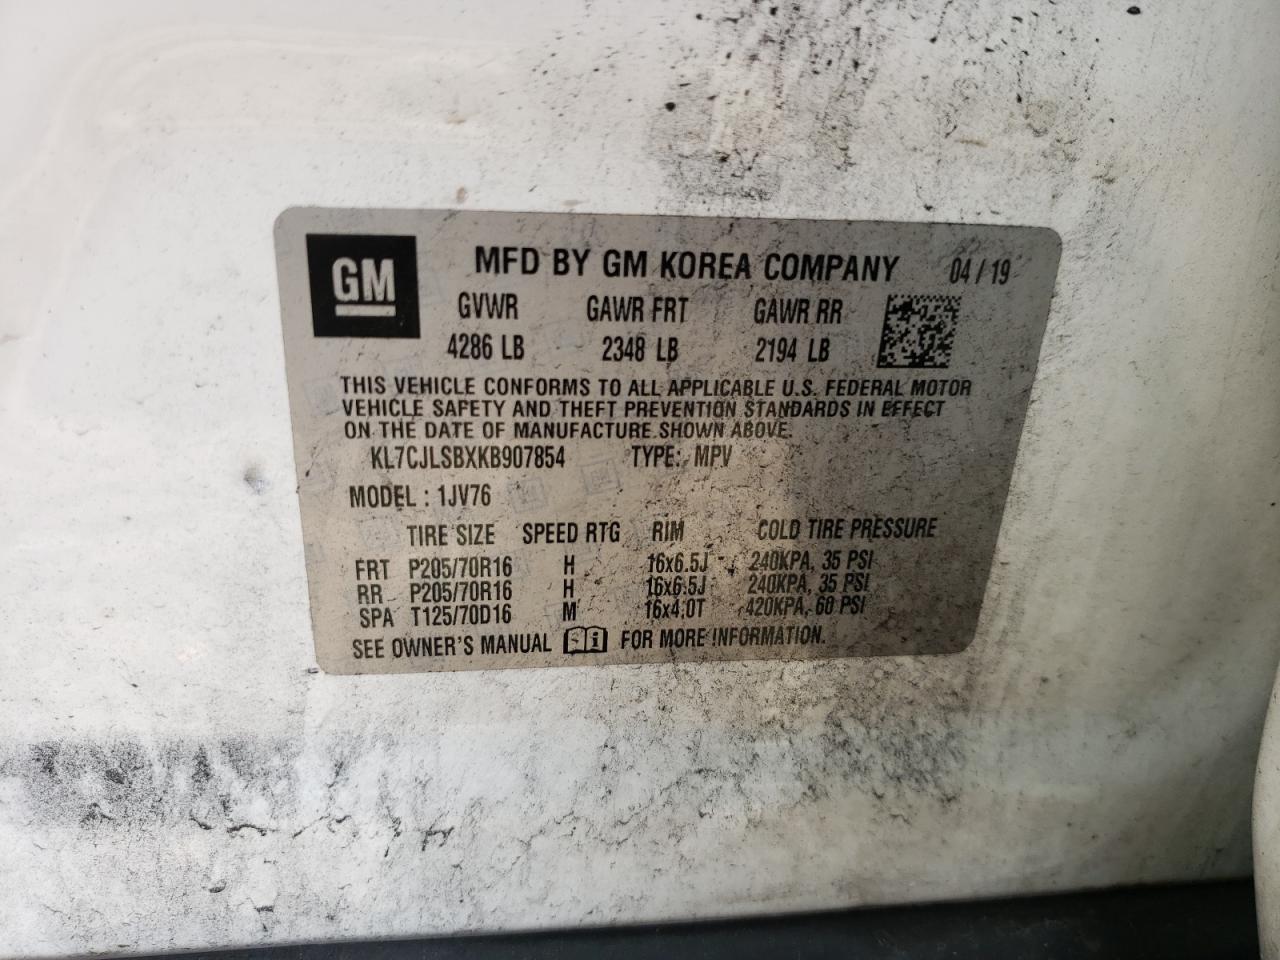 GM
MFD BY GM KOREA COMPANY 04/19
GVWR GAWR FRT GAWR RR
4286 LB 2348 LB 2194 LB
THIS VEHICLE CONFORMS TO ALL APPLICABLE U.S. FEDERAL MOTOR
VEHICLE SAFETY AND THEFT PREVENTION STANDARDS IN EFFECT
ON THE DATE OF MANUFACTURE SHOWN ABOVE.
KL7CJLSBXKB907854 TYPE: MPV
MODEL : 1JV76
TIRE SIZE SPEED RTG RIM COLD TIRE PRESSURE
FRT P205/70R16 H 16x6.5J 240KPA, 35 PSI
RR P205/70R16 H 16x6.5J 240KPA, 35 PSI
SPA T125/70D16 M 16x4.0T 420KPA, 60 PSI
SEE OWNER'S MANUAL FOR MORE INFORMATION.